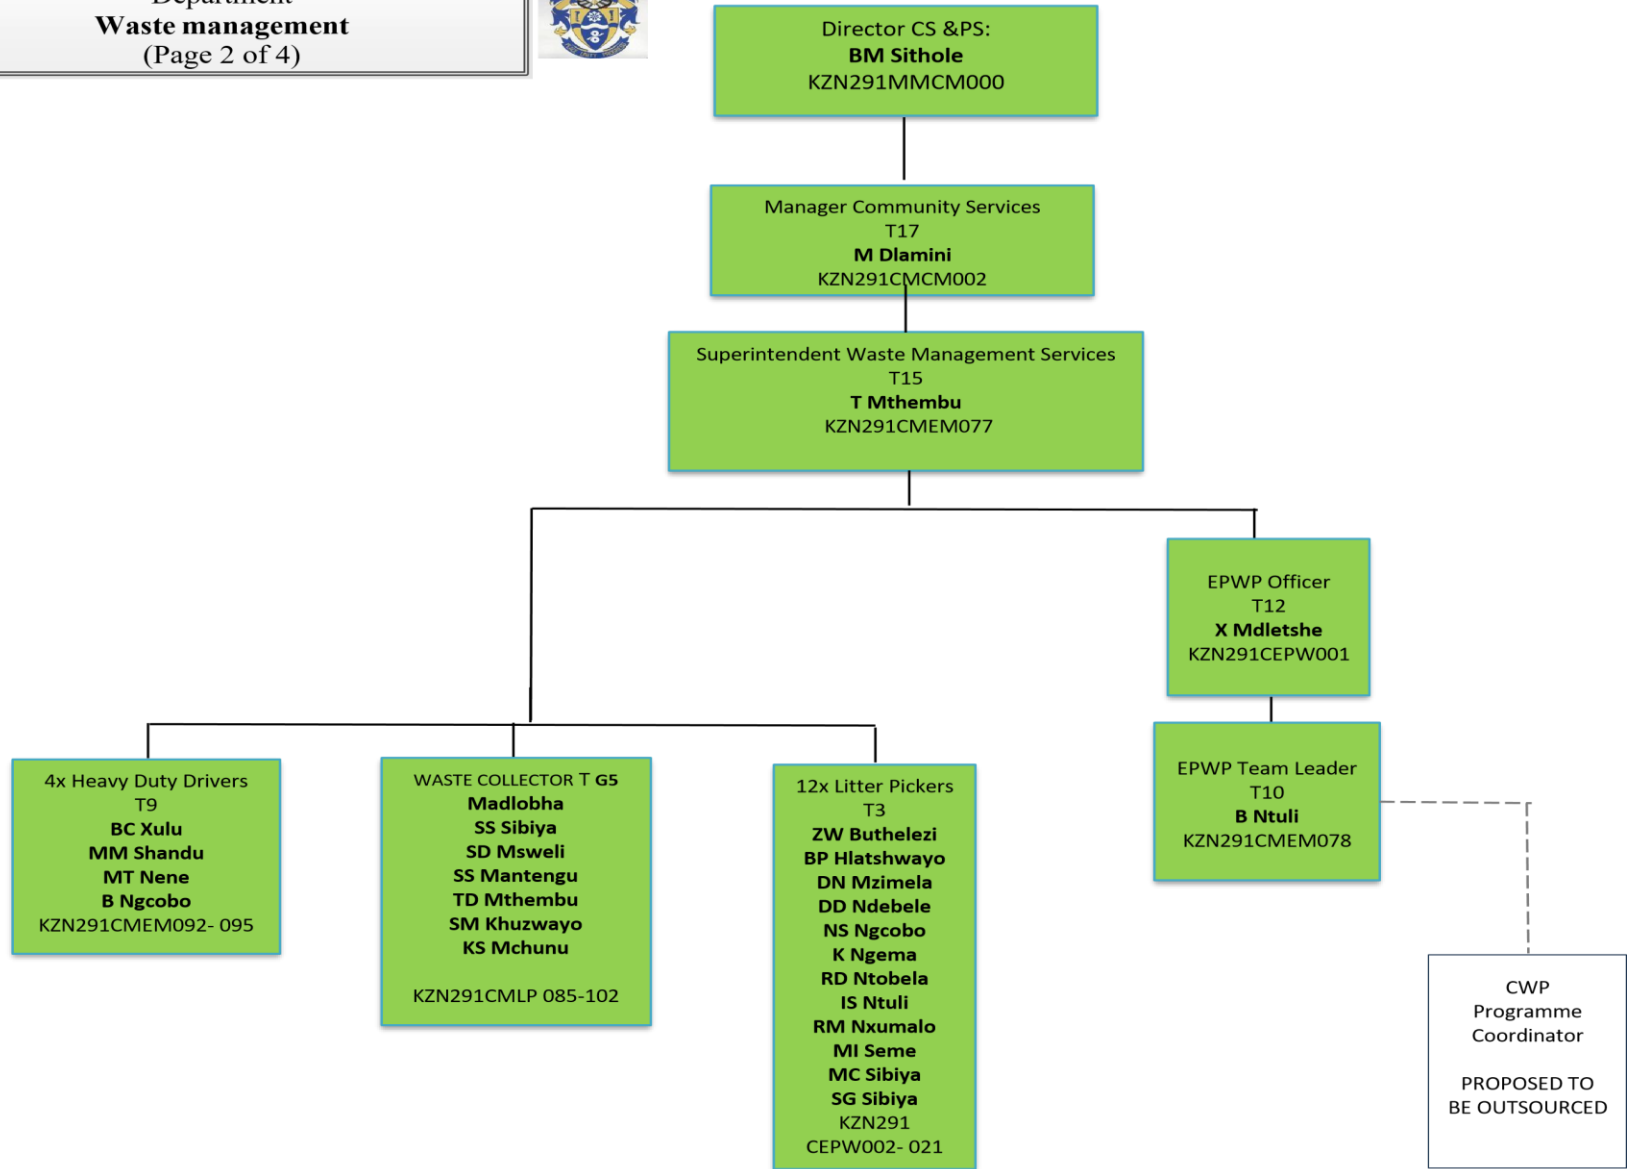 Department
Waste management
(Page 2 of 4)
Director CS &PS:
BM Sithole
KZN291MMCM000
Manager Community Services
T17
M Dlamini
KZN291CMCM002
Superintendent Waste Management Services
T15
T Mthembu
KZN291CMEM077
EPWP Officer
T12
X Mdletshe
KZN291CEPW001
4x Heavy Duty Drivers
T9
BC Xulu
MM Shandu
MT Nene
B Ngcobo
KZN291CMEM092- 095
WASTE COLLECTOR T G5
Madlobha
SS Sibiya
SD Msweli
SS Mantengu
TD Mthembu
SM Khuzwayo
KS Mchunu
KZN291CMLP 085-102
12x Litter Pickers
T3
ZW Buthelezi
BP Hlatshwayo
DN Mzimela
DD Ndebele
NS Ngcobo
K Ngema
RD Ntobela
IS Ntuli
RM Nxumalo
MI Seme
MC Sibiya
SG Sibiya
KZN291
CEPW002- 021
EPWP Team Leader
T10
B Ntuli
KZN291CMEM078
CWP
Programme
Coordinator
PROPOSED TO
BE OUTSOURCED